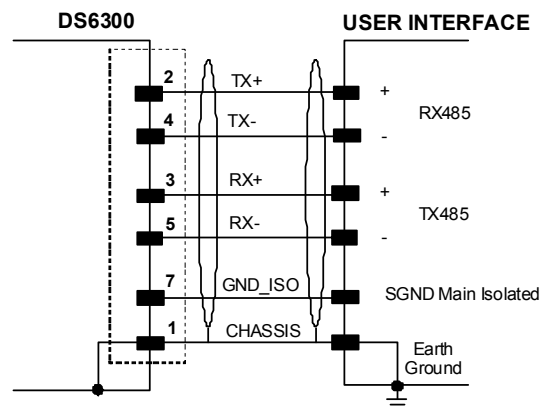 DS6300
USER INTERFACE
2
TX+
+
RX485
4
TX-
-
3
RX+
+
TX485
5
RX-
-
7
GND_ISO
SGND Main Isolated
1
CHASSIS
Earth
Ground